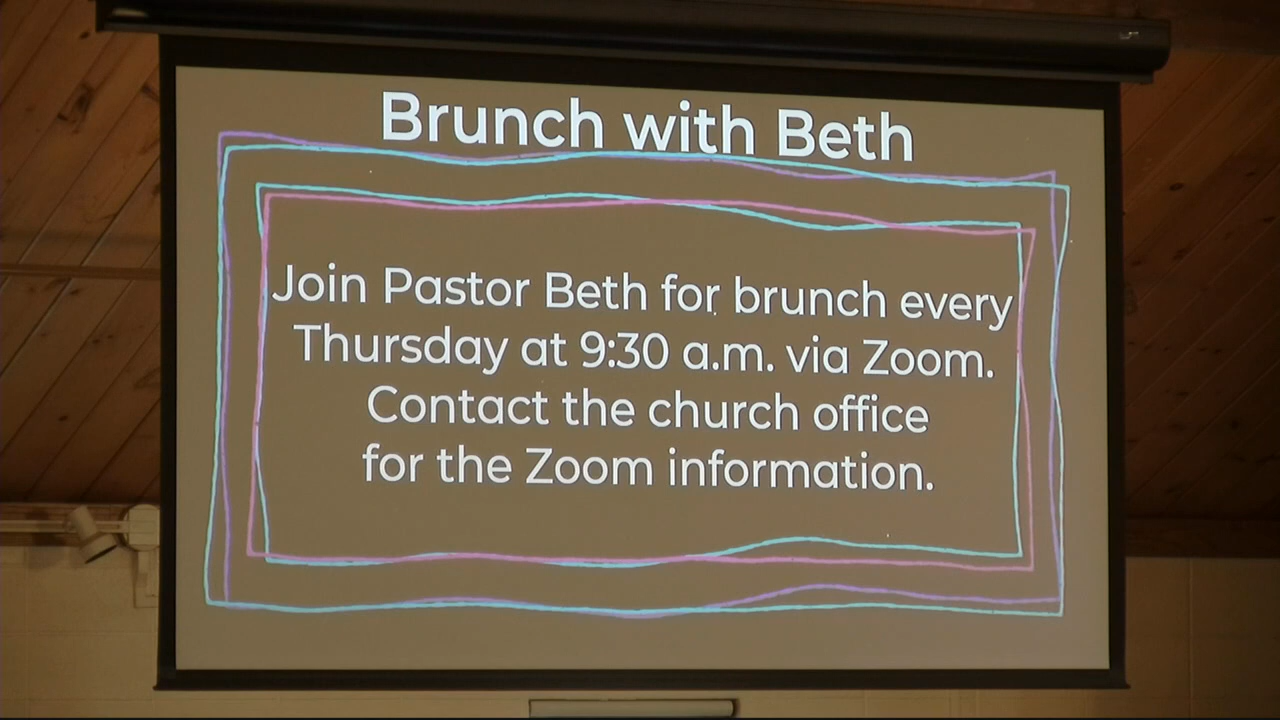 Brunch with Beth
Join Pastor Beth for brunch every
Thursday at 9:30 a.m. via Zoom.
Contact the church office
for the Zoom information.